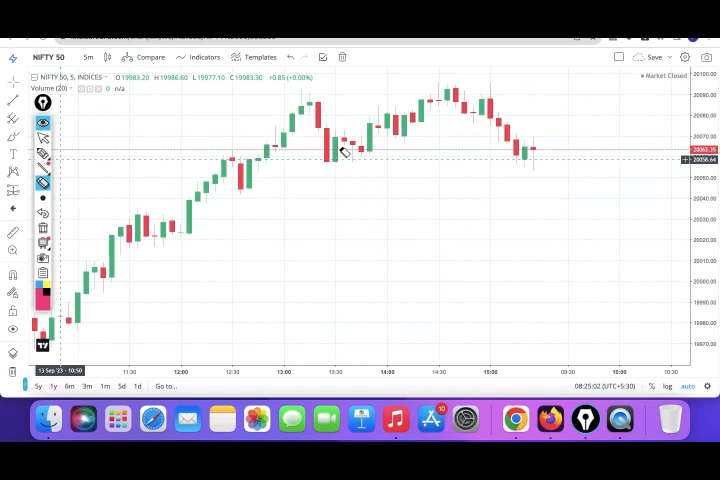 NIFTY 50 5m Compare Indicators Templates Save
NIFTY 50, 5, INDICES O19983.20 H19986.60 L19977.10 C19983.30 +0.85 (+0.00%)
Market Closed
Volume (20) 0 n/a
20100.00
20090.00
20080.00
20070.00
20063.35
20058.64
20050.00
20040.00
20030.00
20020.00
20010.00
20000.00
19990.00
19980.00
19970.00
13 Sep '23 - 10:50 11:30 12:00 12:30 13:00 13:30 14:00 14:30 15:00 09:30 10:00 10:30
5y 1y 6m 3m 1m 5d 1d Go to... 08:25:02 (UTC+5:30) % log auto
10